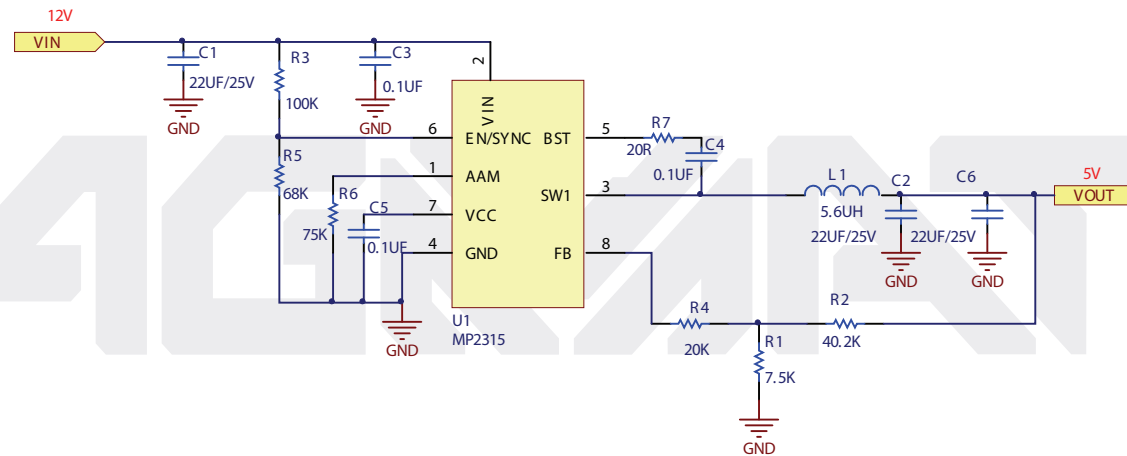 12V
VIN
C1
22UF/25V
GND
R3
100K
C3
0.1UF
GND
2
VIN
6
EN/SYNC
BST
5
R7
20R
C4
0.1UF
R5
68K
1
AAM
R6
75K
C5
0.1UF
7
VCC
SW1
3
L1
5.6UH
C2
22UF/25V
GND
C6
22UF/25V
GND
5V
VOUT
4
GND
FB
8
GND
U1
MP2315
R4
20K
R2
40.2K
R1
7.5K
GND